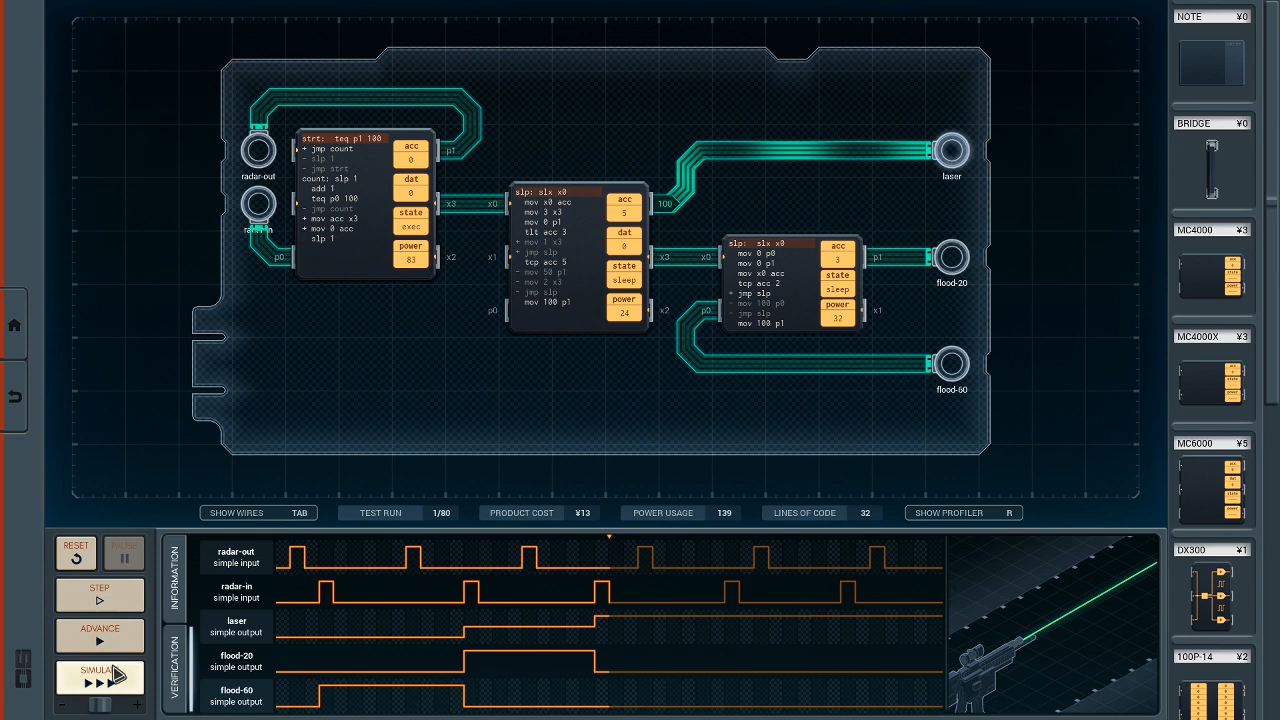 NOTE ¥0
BRIDGE ¥0
MC4000 ¥3
MC4000X ¥3
MC6000 ¥5
DX300 ¥1
100P-14 ¥2
radar-out
p0
strt: teq p1 100
+ jmp count
- slp 1
- jmp strt
count: slp 1
add 1
teq p0 100
- jmp count
+ mov acc x3
+ mov 0 acc
slp 1
acc
0
dat
0
state
exec
power
83
p1
x3
x2
x0
x1
p0
slp: slx x0
mov x0 acc
mov 3 x3
mov 0 p1
tlt acc 3
+ mov 1 x3
+ jmp slp
tcp acc 5
- mov 50 p1
- mov 2 x3
- jmp slp
mov 100 p1
acc
5
dat
0
state
sleep
power
24
100
x3
x2
x0
p0
slp: slx x0
mov 0 p0
mov 0 p1
mov x0 acc
tcp acc 2
+ jmp slp
- mov 100 p0
- jmp slp
mov 100 p1
acc
3
state
sleep
power
32
p1
x1
laser
flood-20
flood-60
SHOW WIRES TAB
TEST RUN 1/80
PRODUCT COST ¥13
POWER USAGE 139
LINES OF CODE 32
SHOW PROFILER R
RESET
PAUSE
STEP
ADVANCE
SIMULA
INFORMATION
VERIFICATION
radar-out
simple input
radar-in
simple input
laser
simple output
flood-20
simple output
flood-60
simple output